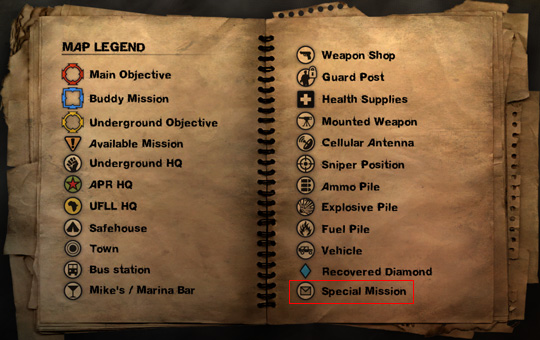 MAP LEGEND
Main Objective
Buddy Mission
Underground Objective
Available Mission
Underground HQ
APR HQ
UFLL HQ
Safehouse
Town
Bus station
Mike's / Marina Bar
Weapon Shop
Guard Post
Health Supplies
Mounted Weapon
Cellular Antenna
Sniper Position
Ammo Pile
Explosive Pile
Fuel Pile
Vehicle
Recovered Diamond
Special Mission